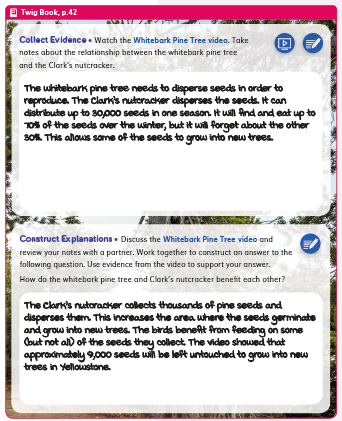 Twig Book, p.42
Collect Evidence • Watch the Whitebark Pine Tree video. Take
notes about the relationship between the whitebark pine tree
and the Clark's nutcracker.
The whitebark pine tree needs to disperse seeds in order to
reproduce. The Clark's nutcracker disperses the seeds. It can
distribute up to 30,000 seeds in one season. It will find and eat up to
70% of the seeds over the winter, but it will forget about the other
30%. This allows some of the seeds to grow into new trees.
Construct Explanations • Discuss the Whitebark Pine Tree video and
review your notes with a partner. Work together to construct an answer to the
following question. Use evidence from the video to support your answer.
How do the whitebark pine tree and Clark's nutcracker benefit each other?
The Clark's nutcracker collects thousands of pine seeds and
disperses them. This increases the area where the seeds germinate
and grow into new trees. The birds benefit from feeding on some
(but not all) of the seeds they collect. The video showed that
approximately 9,000 seeds will be left untouched to grow into new
trees in Yellowstone.